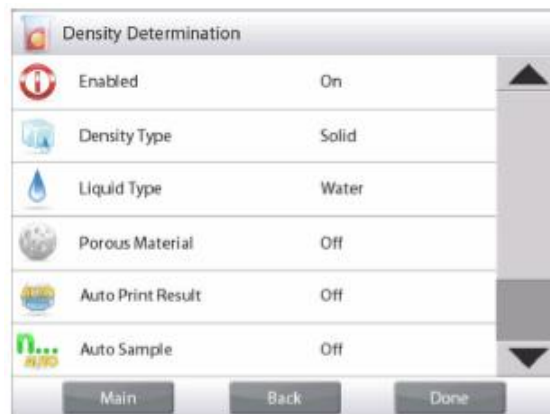 Density Determination
Enabled On
Density Type Solid
Liquid Type Water
Porous Material Off
Auto Print Result Off
n... Auto Sample Off
AUTO
Main Back Done